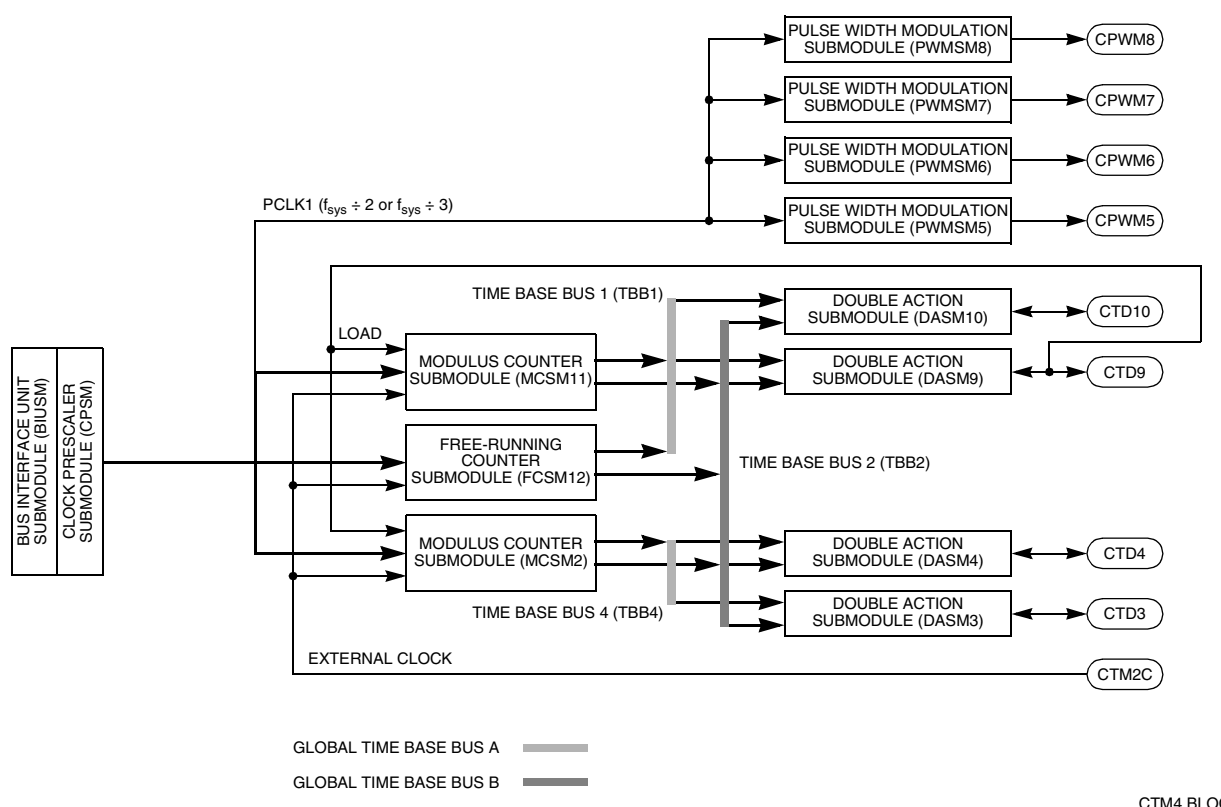 PULSE WIDTH MODULATION
SUBMODULE (PWMSM8)
CPWM8
PULSE WIDTH MODULATION
SUBMODULE (PWMSM7)
CPWM7
PULSE WIDTH MODULATION
SUBMODULE (PWMSM6)
CPWM6
PCLK1 (fsys ÷ 2 or fsys ÷ 3)
PULSE WIDTH MODULATION
SUBMODULE (PWMSM5)
CPWM5
TIME BASE BUS 1 (TBB1)
DOUBLE ACTION
SUBMODULE (DASM10)
CTD10
LOAD
MODULUS COUNTER
SUBMODULE (MCSM11)
DOUBLE ACTION
SUBMODULE (DASM9)
CTD9
BUS INTERFACE UNIT
SUBMODULE (BIUSM)
CLOCK PRESCALER
SUBMODULE (CPSM)
FREE-RUNNING
COUNTER
SUBMODULE (FCSM12)
TIME BASE BUS 2 (TBB2)
MODULUS COUNTER
SUBMODULE (MCSM2)
DOUBLE ACTION
SUBMODULE (DASM4)
CTD4
TIME BASE BUS 4 (TBB4)
DOUBLE ACTION
SUBMODULE (DASM3)
CTD3
EXTERNAL CLOCK
CTM2C
GLOBAL TIME BASE BUS A
GLOBAL TIME BASE BUS B
CTM4